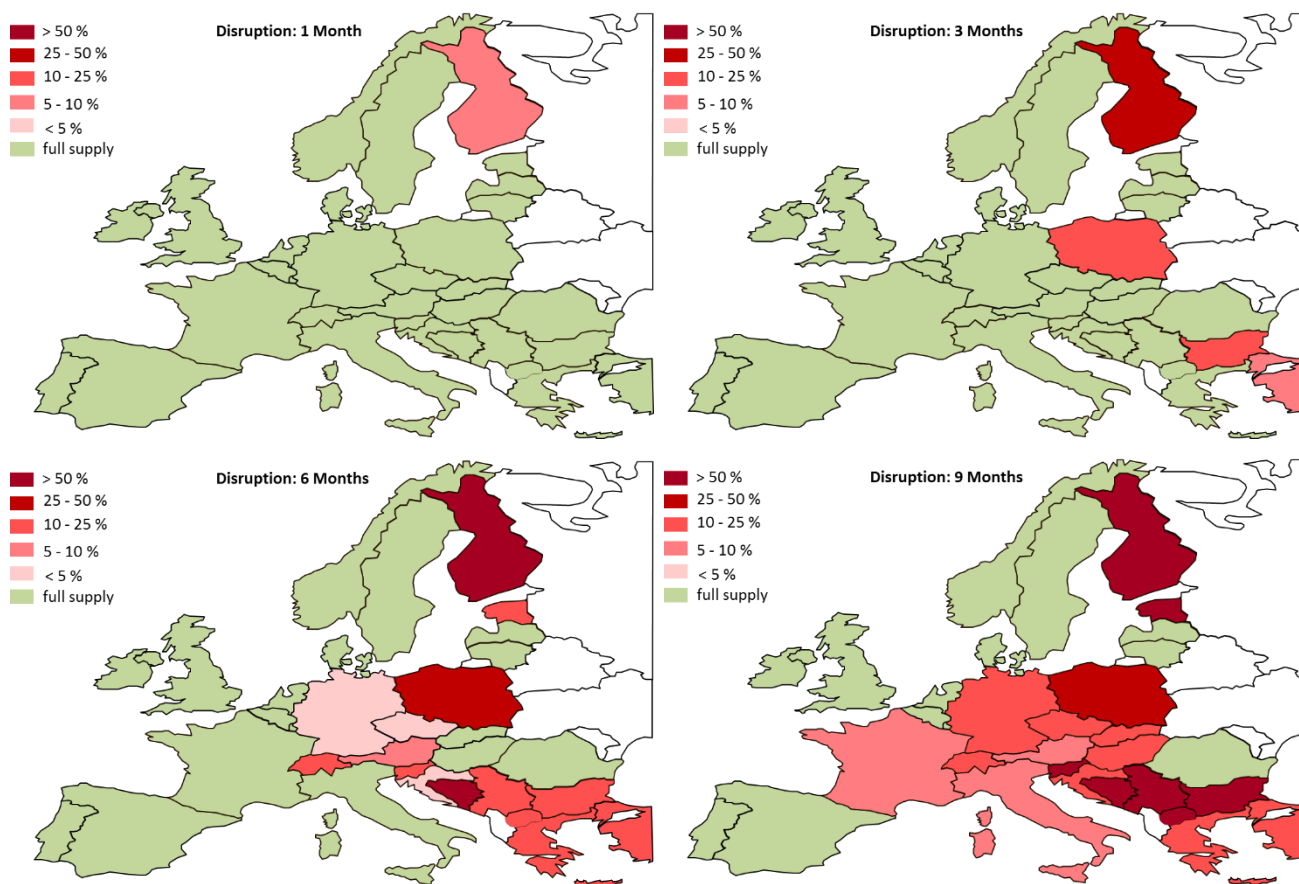 Disruption: 1 Month
> 50 %
25 - 50 %
10 - 25 %
5 - 10 %
< 5 %
full supply
Disruption: 3 Months
> 50 %
25 - 50 %
10 - 25 %
5 - 10 %
< 5 %
full supply
Disruption: 6 Months
> 50 %
25 - 50 %
10 - 25 %
5 - 10 %
< 5 %
full supply
Disruption: 9 Months
> 50 %
25 - 50 %
10 - 25 %
5 - 10 %
< 5 %
full supply